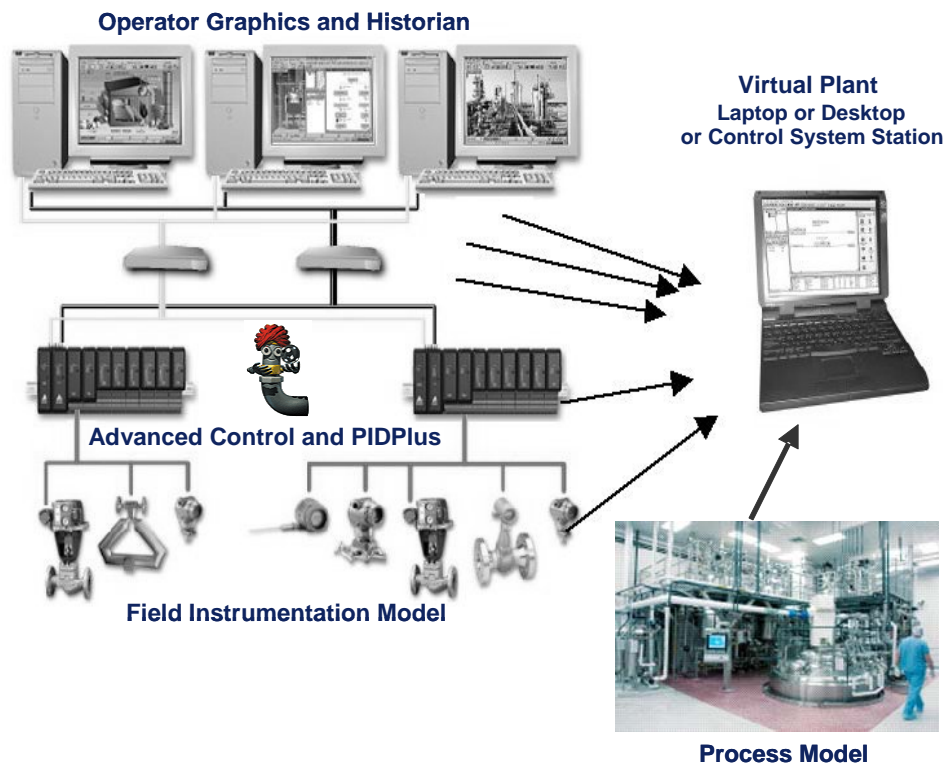 Operator Graphics and Historian
Virtual Plant
Laptop or Desktop
or Control System Station
Advanced Control and PIDPlus
Field Instrumentation Model
Process Model